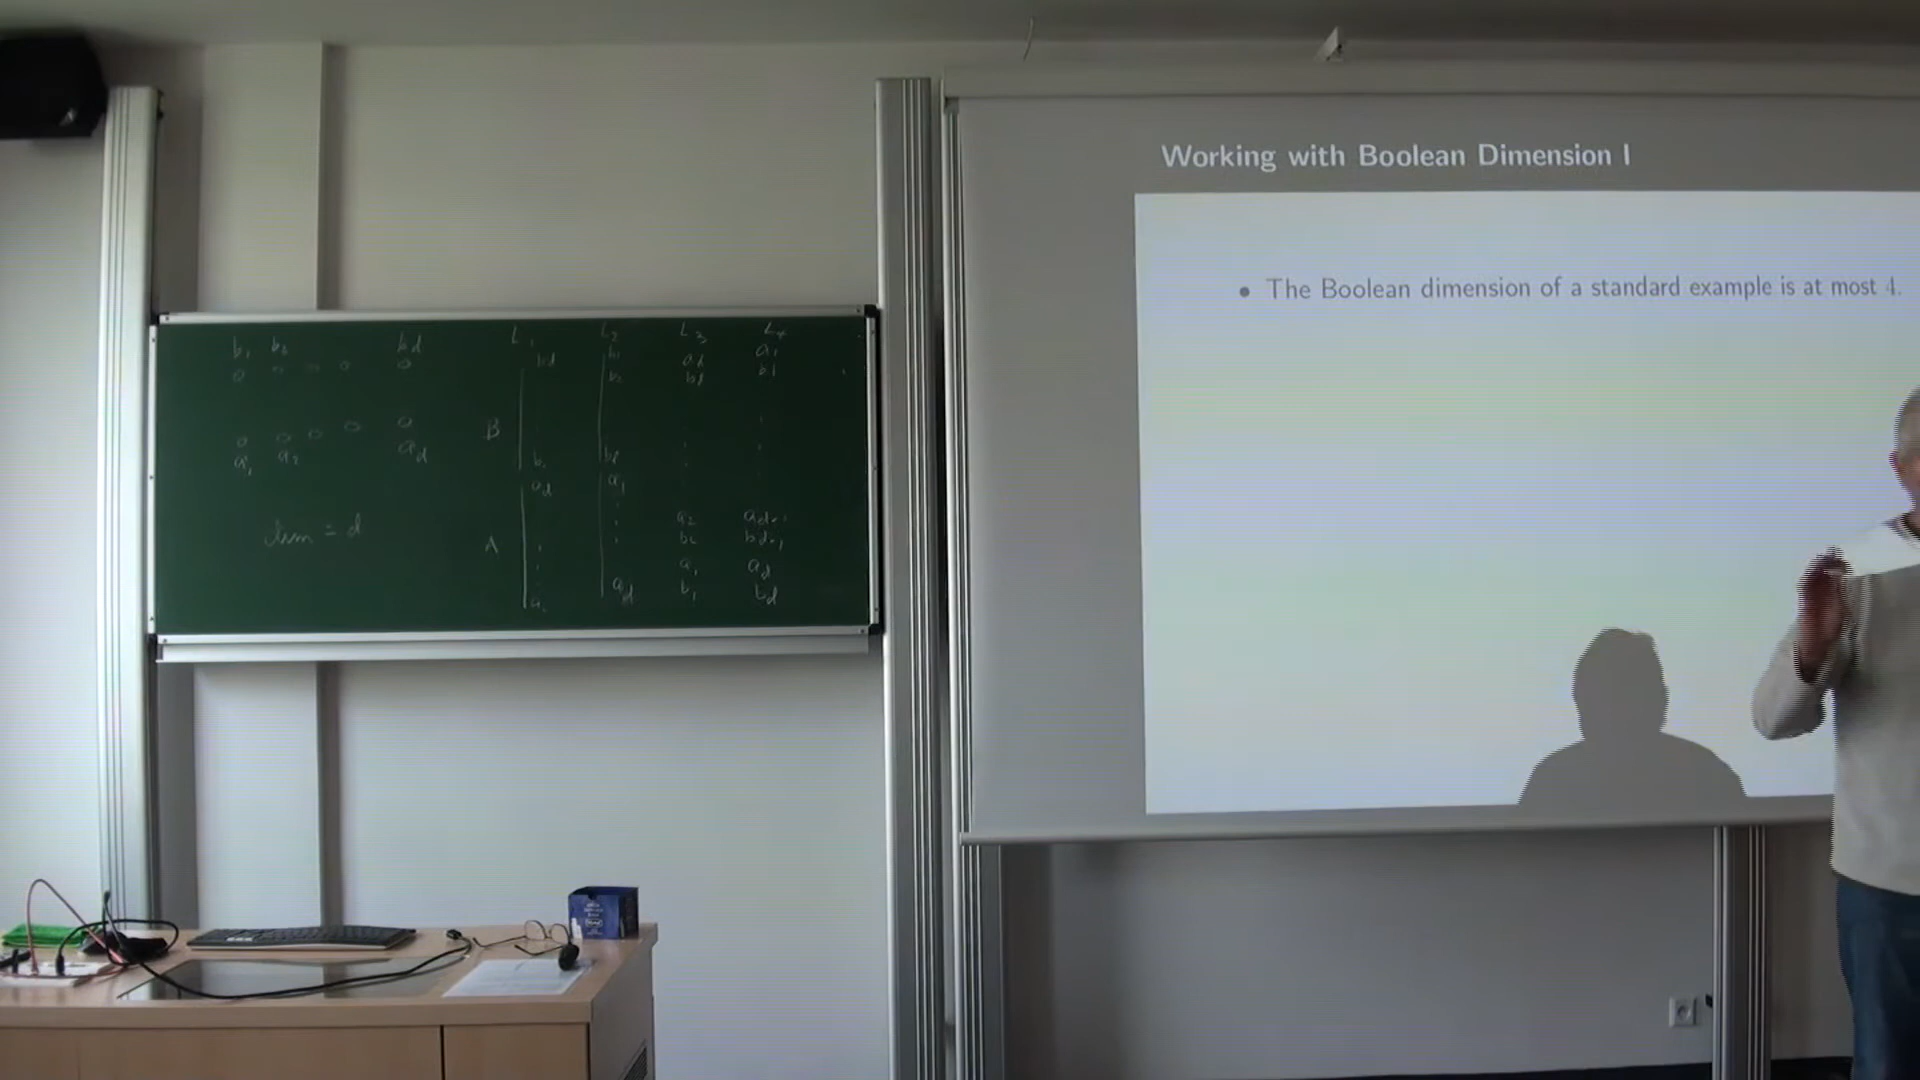 Working with Boolean Dimension I
• The Boolean dimension of a standard example is at most 4.
b₁ b₂ bd
a₁ a₂ ad
dim = d
L₁ L₂ L₃ L₄
bd b₁ ad a₁
b₂ bd b₁
B
b₁ bd
ad a₁
A
a₂ ad-1
b₂ bd-1
a₁ ad
a₁ ad b₁ bd